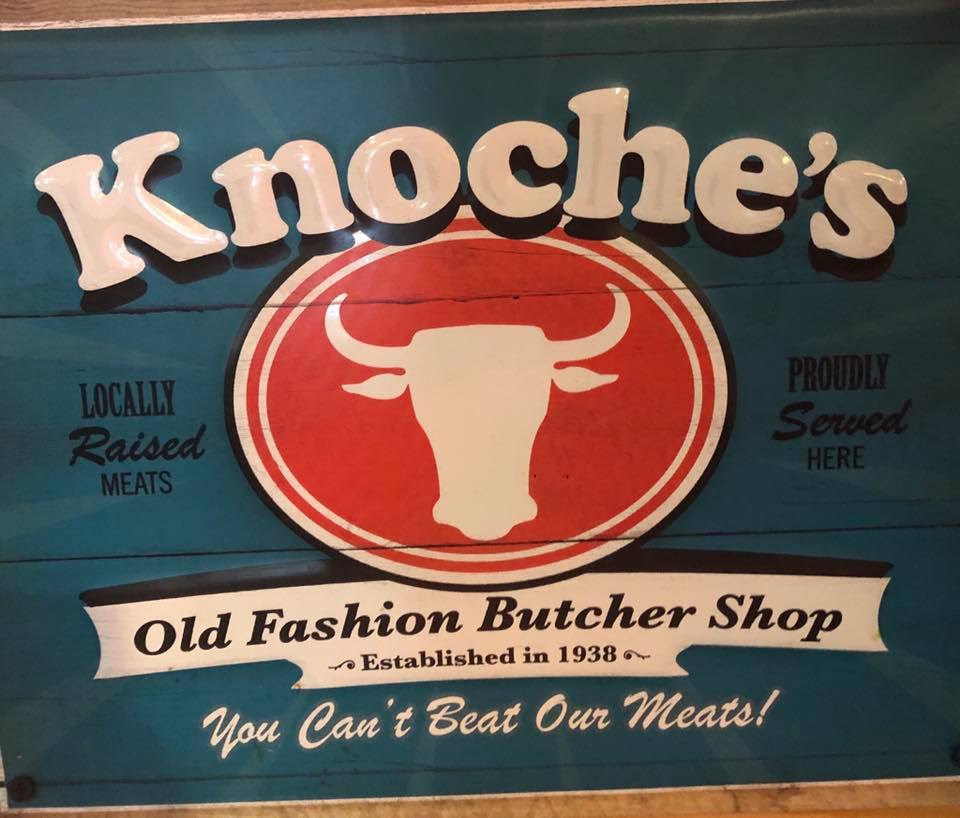 Knoche's
LOCALLY
Raised
MEATS
PROUDLY
Served
HERE
Old Fashion Butcher Shop
Established in 1938
You Can't Beat Our Meats!